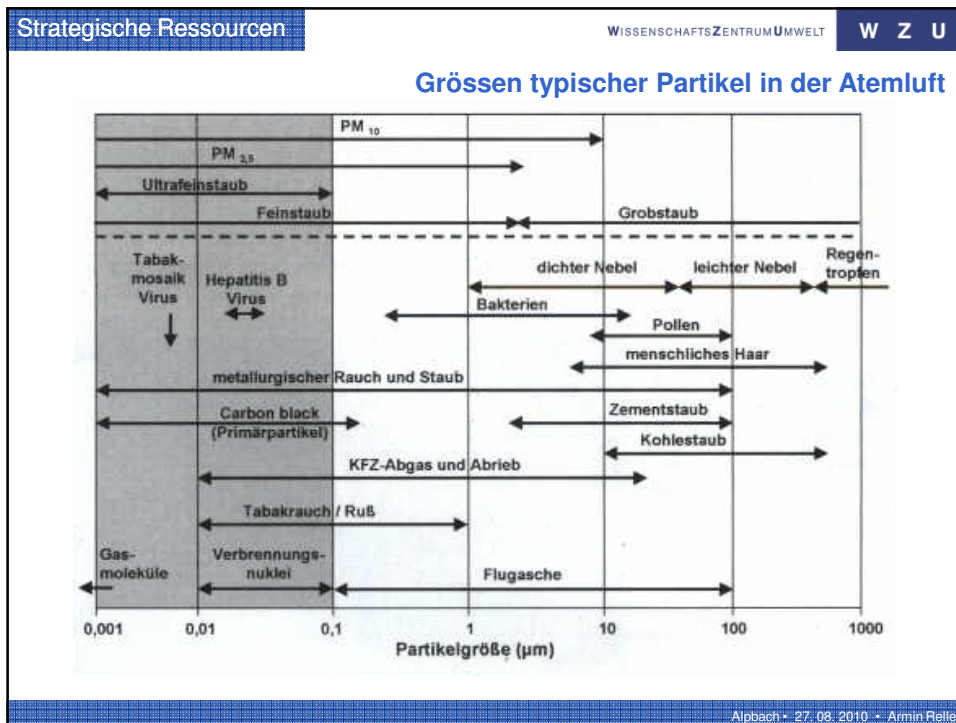 Strategische Ressourcen
WISSENSCHAFTSZENTRUMUMWELT
W Z U
Grössen typischer Partikel in der Atemluft
PM 10
PM 2,5
Ultrafeinstaub
Feinstaub
Grobstaub
Tabak-
mosaik
Virus
Hepatitis B
Virus
dichter Nebel
leichter Nebel
Regen-
tropfen
Bakterien
Pollen
menschliches Haar
metallurgischer Rauch und Staub
Carbon black
(Primärpartikel)
Zementstaub
Kohlestaub
KFZ-Abgas und Abrieb
Tabakrauch / Ruß
Gas-
moleküle
Verbrennungs-
nuklei
Flugasche
0,001 0,01 0,1 1 10 100 1000
Partikelgröße (µm)
Alpbach • 27. 08. 2010 • Armin Relle